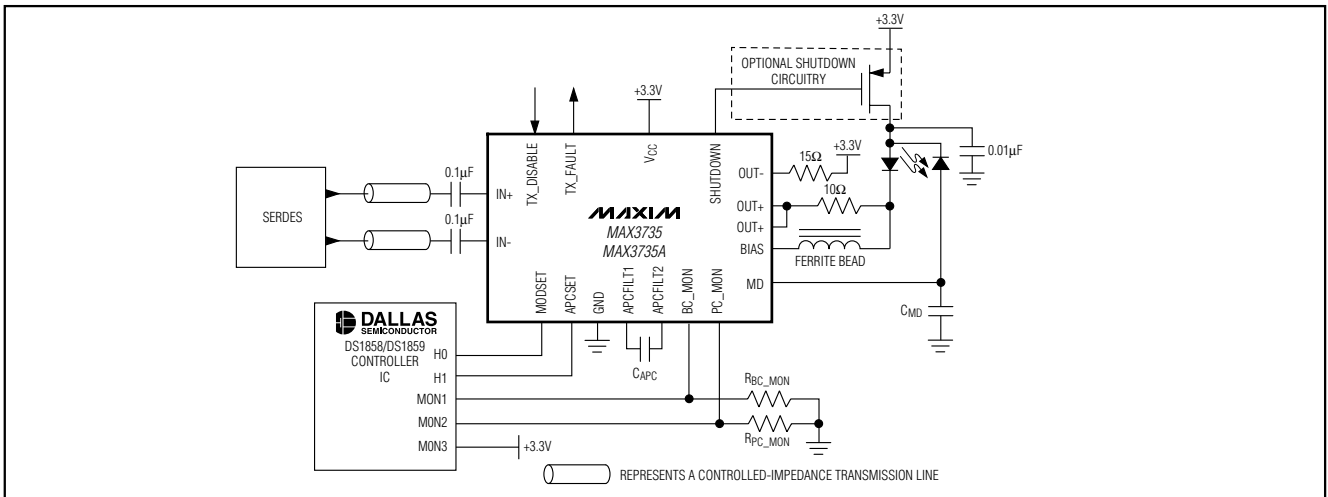 +3.3V
OPTIONAL SHUTDOWN
CIRCUITRY
+3.3V
TX_DISABLE
TX_FAULT
VCC
SHUTDOWN
0.01µF
15Ω
+3.3V
OUT-
0.1µF
IN+
10Ω
OUT+
OUT+
SERDES
MAXIM
MAX3735
MAX3735A
0.1µF
IN-
BIAS
FERRITE BEAD
MD
MODSET
APCSET
GND
APCFILT1
APCFILT2
BC_MON
PC_MON
CMD
DALLAS
SEMICONDUCTOR
DS1858/DS1859
CONTROLLER
IC
H0
H1
CAPC
MON1
RBC_MON
M0N2
RPC_MON
M0N3
+3.3V
REPRESENTS A CONTROLLED-IMPEDANCE TRANSMISSION LINE